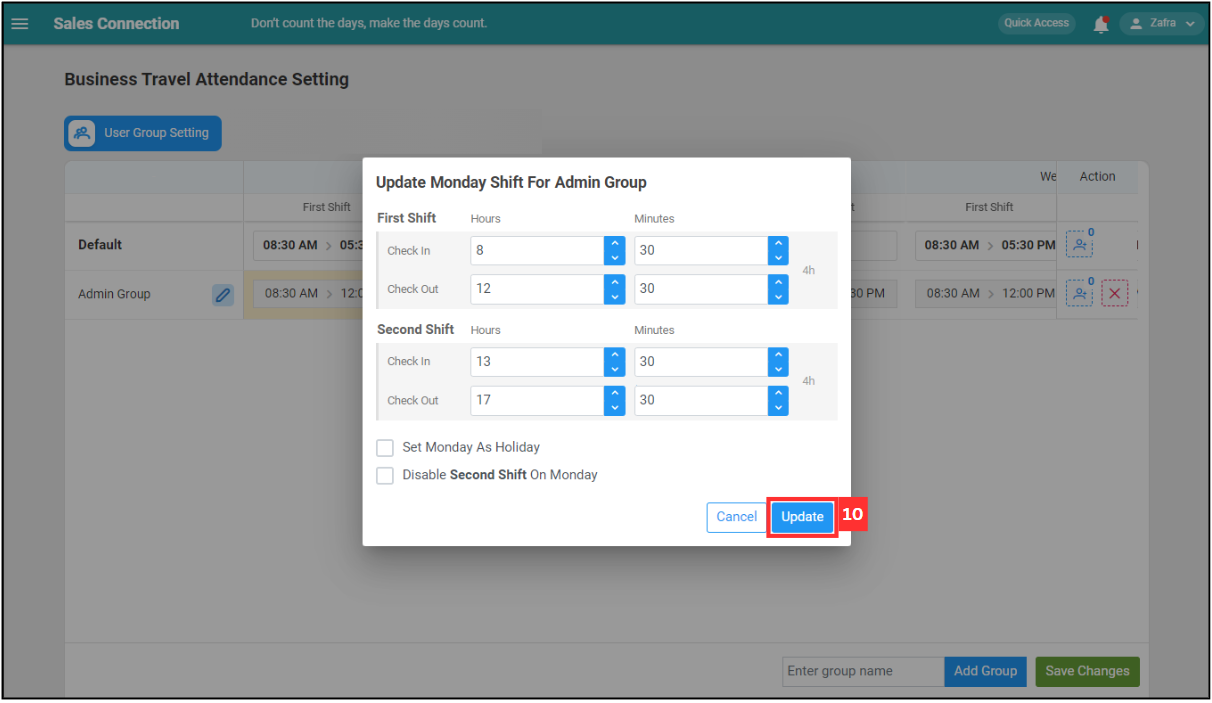 Sales Connection Don't count the days, make the days count. Quick Access Zafra
Business Travel Attendance Setting
User Group Setting
We Action
First Shift t First Shift
Default 08:30 AM > 05:3 08:30 AM > 05:30 PM 0
Admin Group 08:30 AM > 12:0 30 PM 08:30 AM > 12:00 PM 0
Update Monday Shift For Admin Group
First Shift Hours Minutes
Check In 8 30
4h
Check Out 12 30
Second Shift Hours Minutes
Check In 13 30
4h
Check Out 17 30
Set Monday As Holiday
Disable Second Shift On Monday
Cancel Update 10
Enter group name Add Group Save Changes